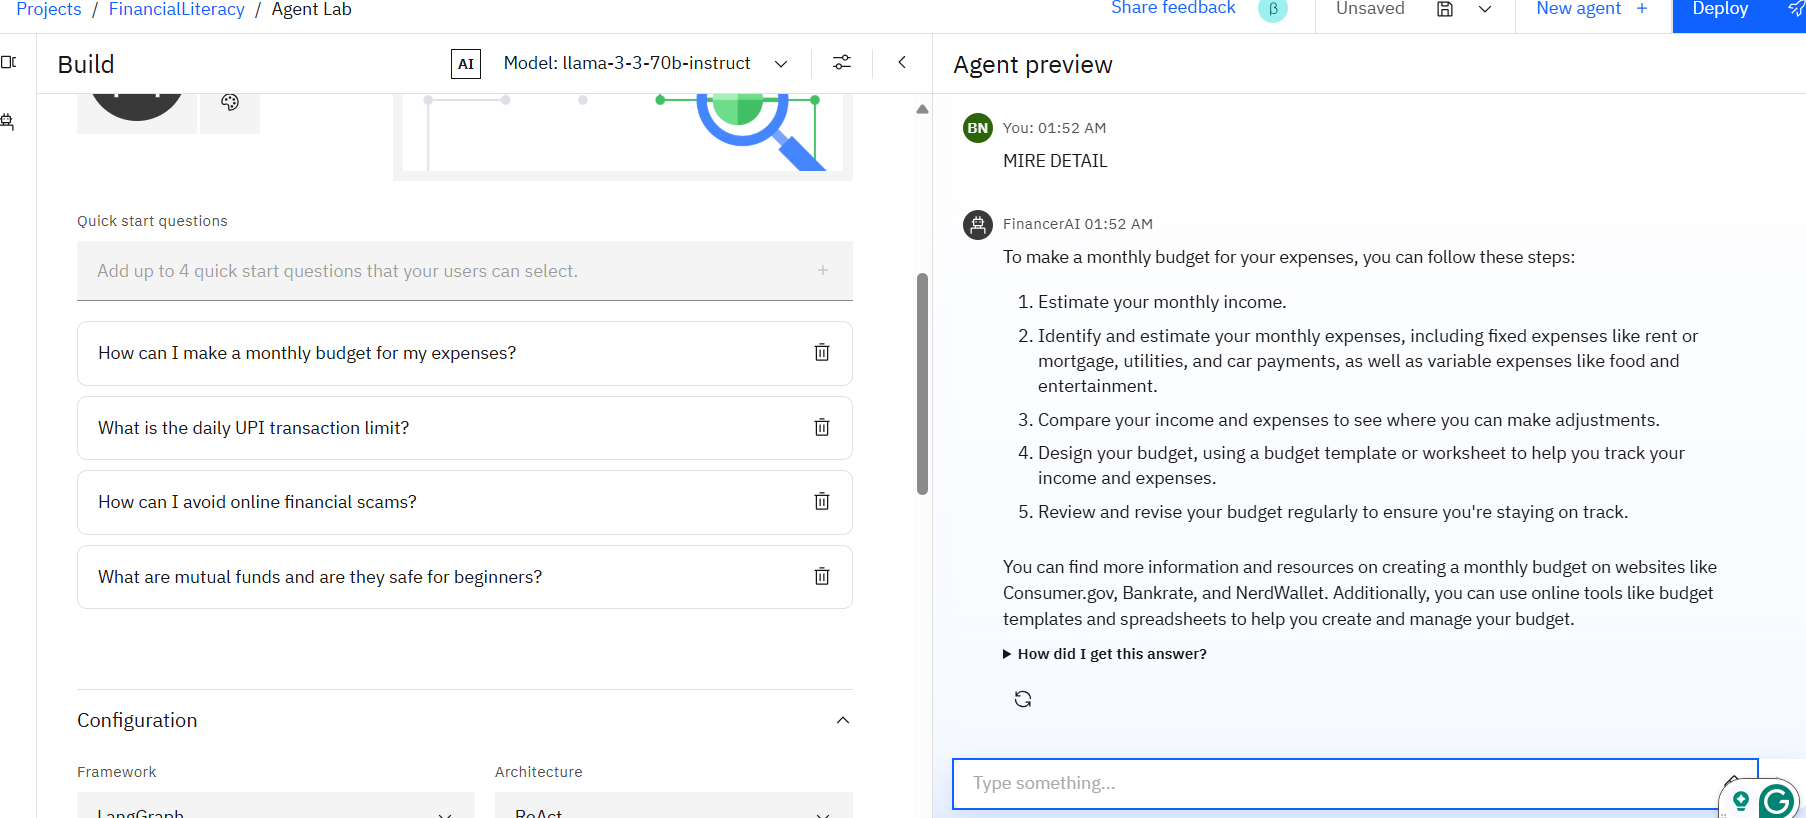 Projects / FinancialLiteracy / Agent Lab
Share feedback β Unsaved New agent + Deploy
Build
AI Model: llama-3-3-70b-instruct
Agent preview
Quick start questions
Add up to 4 quick start questions that your users can select. +
How can I make a monthly budget for my expenses?
What is the daily UPI transaction limit?
How can I avoid online financial scams?
What are mutual funds and are they safe for beginners?
Configuration
Framework
Architecture
LangGraph
ReAct
BN You: 01:52 AM
MIRE DETAIL
FinancerAI 01:52 AM
To make a monthly budget for your expenses, you can follow these steps:
1. Estimate your monthly income.
2. Identify and estimate your monthly expenses, including fixed expenses like rent or
mortgage, utilities, and car payments, as well as variable expenses like food and
entertainment.
3. Compare your income and expenses to see where you can make adjustments.
4. Design your budget, using a budget template or worksheet to help you track your
income and expenses.
5. Review and revise your budget regularly to ensure you're staying on track.
You can find more information and resources on creating a monthly budget on websites like
Consumer.gov, Bankrate, and NerdWallet. Additionally, you can use online tools like budget
templates and spreadsheets to help you create and manage your budget.
How did I get this answer?
Type something...